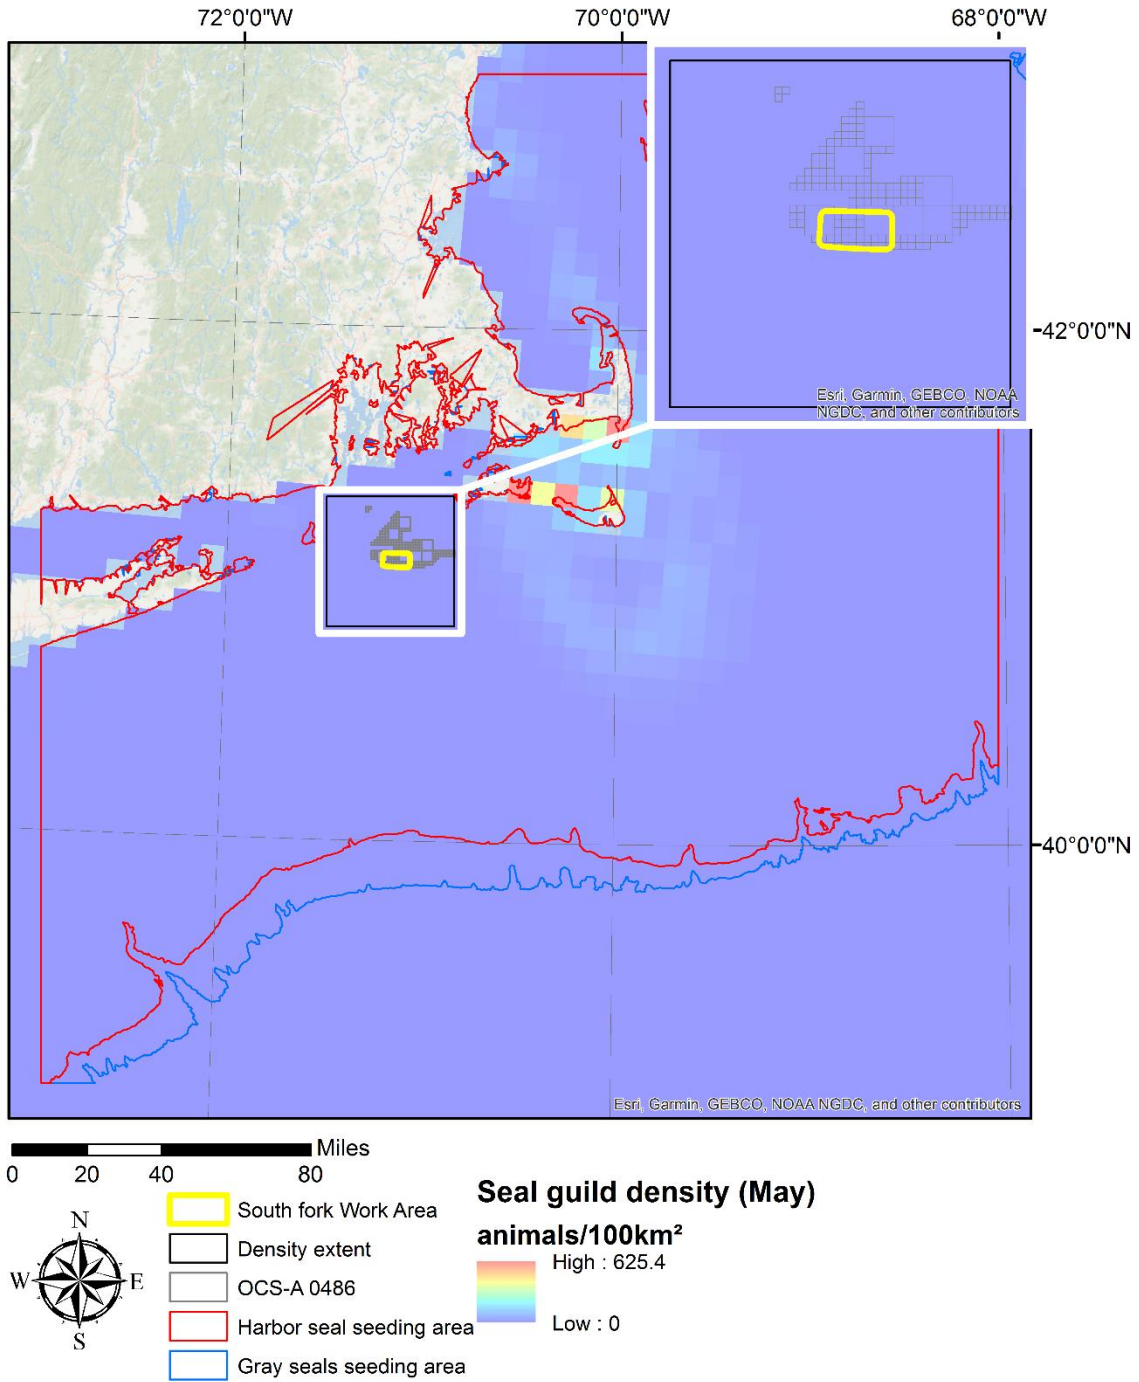 72°0'0"W
70°0'0"W
68°0'0"W
Esri, Garmin, GEBCO, NOAA
NGDC, and other contributors
42°0'0"N
40°0'0"N
Esri, Garmin, GEBCO, NOAA NGDC, and other contributors
Miles
0 20 40 80
N
W E
S
South fork Work Area
Density extent
OCS-A 0486
Harbor seal seeding area
Gray seals seeding area
Seal guild density (May)
animals/100km²
High : 625.4
Low : 0